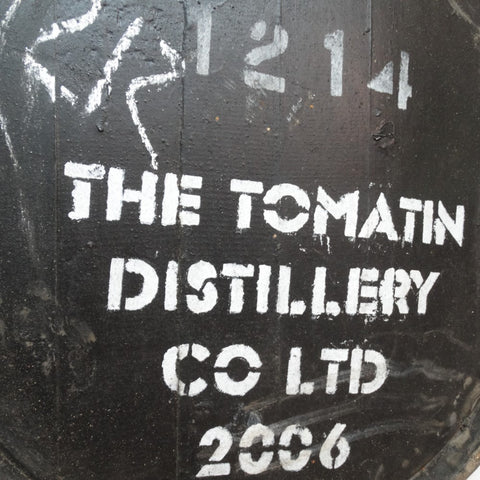 1214
THE TOMATIN
DISTILLERY
CO LTD
2006